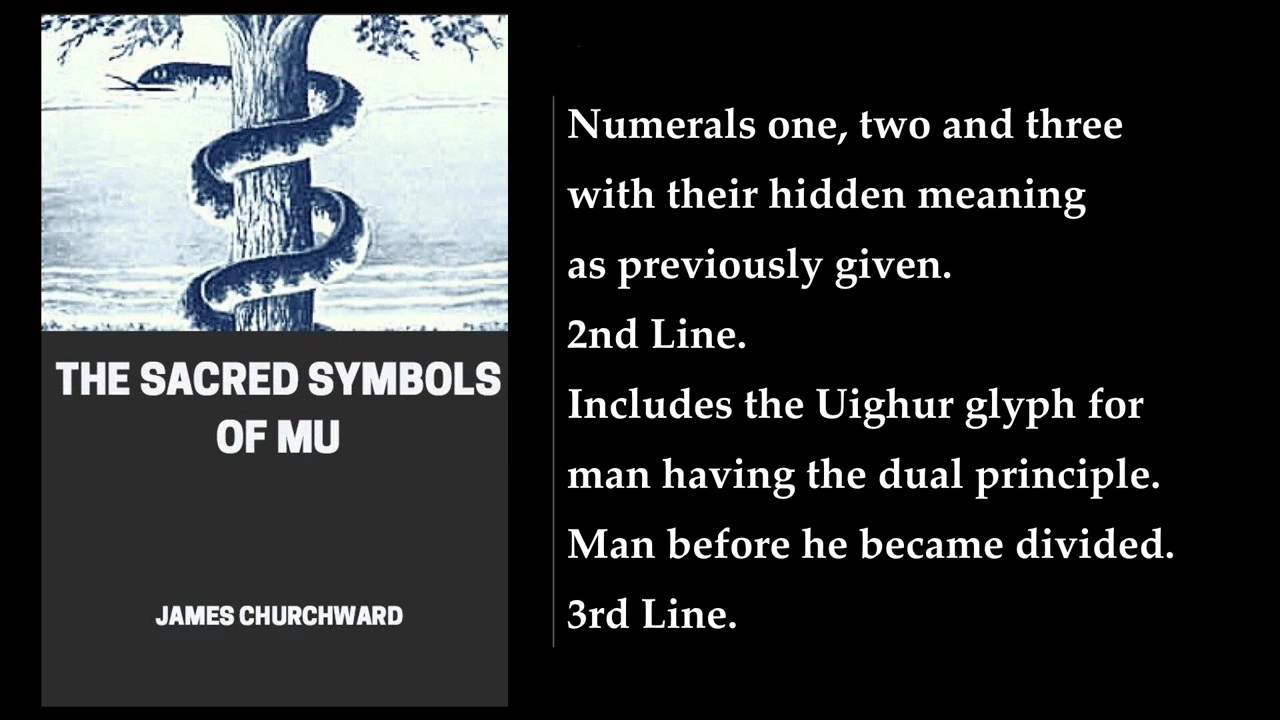 THE SACRED SYMBOLS
OF MU
JAMES CHURCHWARD
Numerals one, two and three
with their hidden meaning
as previously given.
2nd Line.
Includes the Uighur glyph for
man having the dual principle.
Man before he became divided.
3rd Line.